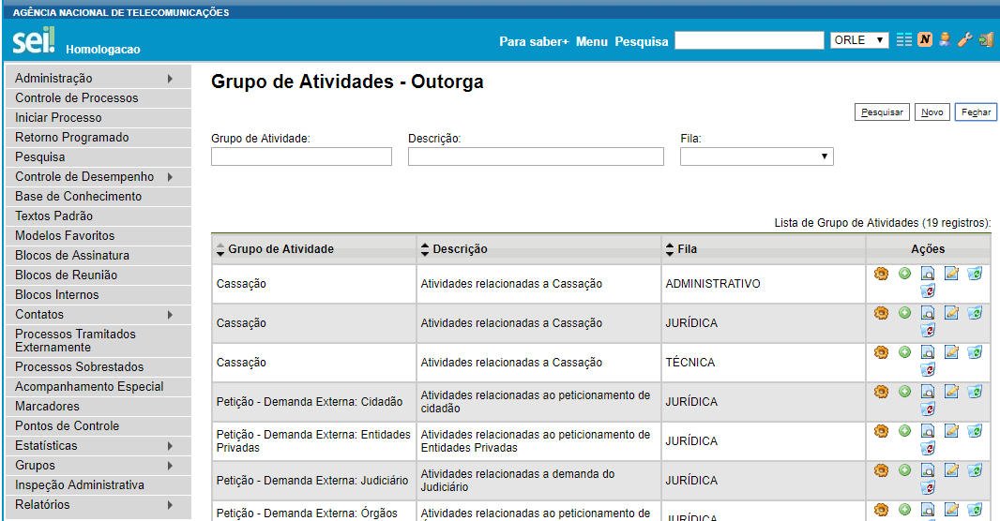 AGÊNCIA NACIONAL DE TELECOMUNICAÇÕES
sei!
Homologacao
Para saber+ Menu Pesquisa
ORLE
N
Administração
Controle de Processos
Iniciar Processo
Retorno Programado
Pesquisa
Controle de Desempenho
Base de Conhecimento
Textos Padrão
Modelos Favoritos
Blocos de Assinatura
Blocos de Reunião
Blocos Internos
Contatos
Processos Tramitados
Externamente
Processos Sobrestados
Acompanhamento Especial
Marcadores
Pontos de Controle
Estatísticas
Grupos
Inspeção Administrativa
Relatórios
Grupo de Atividades - Outorga
Pesquisar Novo Fechar
Grupo de Atividade: Descrição: Fila:
Lista de Grupo de Atividades (19 registros):
Grupo de Atividade Descrição Fila Ações
Cassação Atividades relacionadas a Cassação ADMINISTRATIVO
Cassação Atividades relacionadas a Cassação JURÍDICA
Cassação Atividades relacionadas a Cassação TÉCNICA
Petição - Demanda Externa: Cidadão Atividades relacionadas ao peticionamento de
cidadão JURÍDICA
Petição - Demanda Externa: Entidades
Privadas Atividades relacionadas ao peticionamento de
Entidades Privadas JURÍDICA
Petição - Demanda Externa: Judiciário Atividades relacionadas a demanda do
Judiciário JURÍDICA
Petição - Demanda Externa: Órgãos Atividades relacionadas ao peticionamento de
JURÍDICA